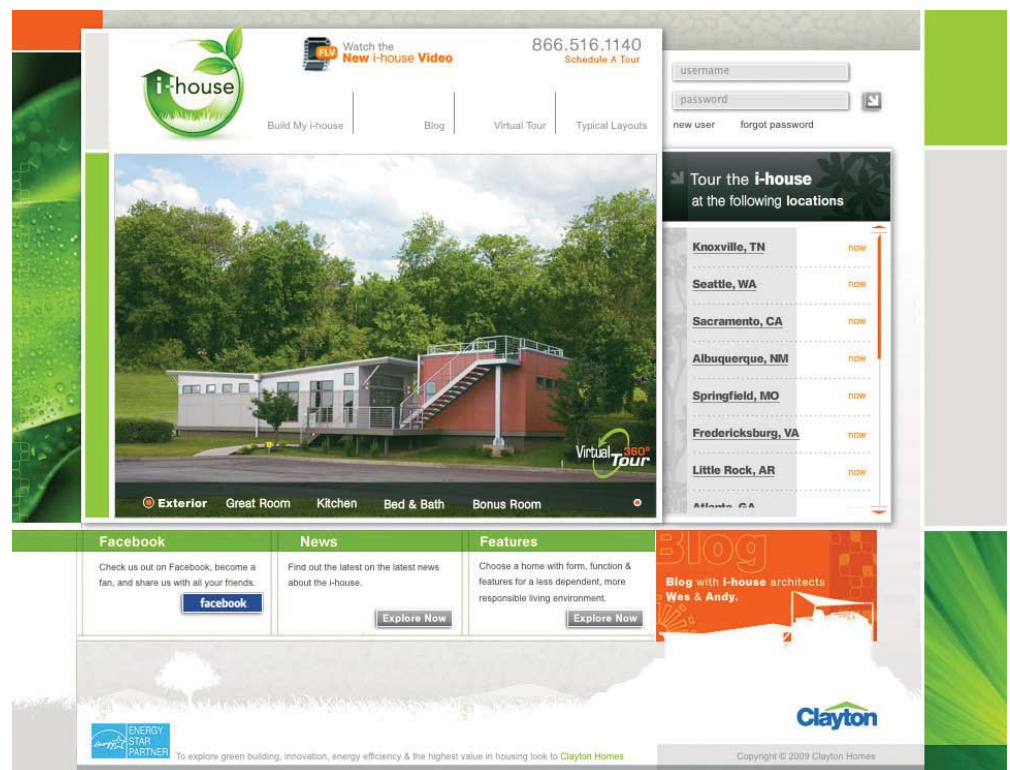 i-house
FLV
Watch the
New i-house Video
866.516.1140
Schedule A Tour
Build My i-house
Blog
Virtual Tour
Typical Layouts
username
password
new user
forgot password
Tour the i-house
at the following locations
Knoxville, TN now
Seattle, WA now
Sacramento, CA now
Albuquerque, NM now
Springfield, MO now
Fredericksburg, VA now
Little Rock, AR now
Atlanta, GA
Virtual 360°
Tour
Exterior
Great Room
Kitchen
Bed & Bath
Bonus Room
Facebook
Check us out on Facebook, become a
fan, and share us with all your friends.
facebook
News
Find out the latest on the latest news
about the i-house.
Explore Now
Features
Choose a home with form, function &
features for a less dependent, more
responsible living environment.
Explore Now
Blog
Blog with i-house architects
Wes & Andy.
Clayton
ENERGY
STAR
PARTNER
To explore green building, innovation, energy efficiency & the highest value in housing look to Clayton Homes
Copyright © 2009 Clayton Homes